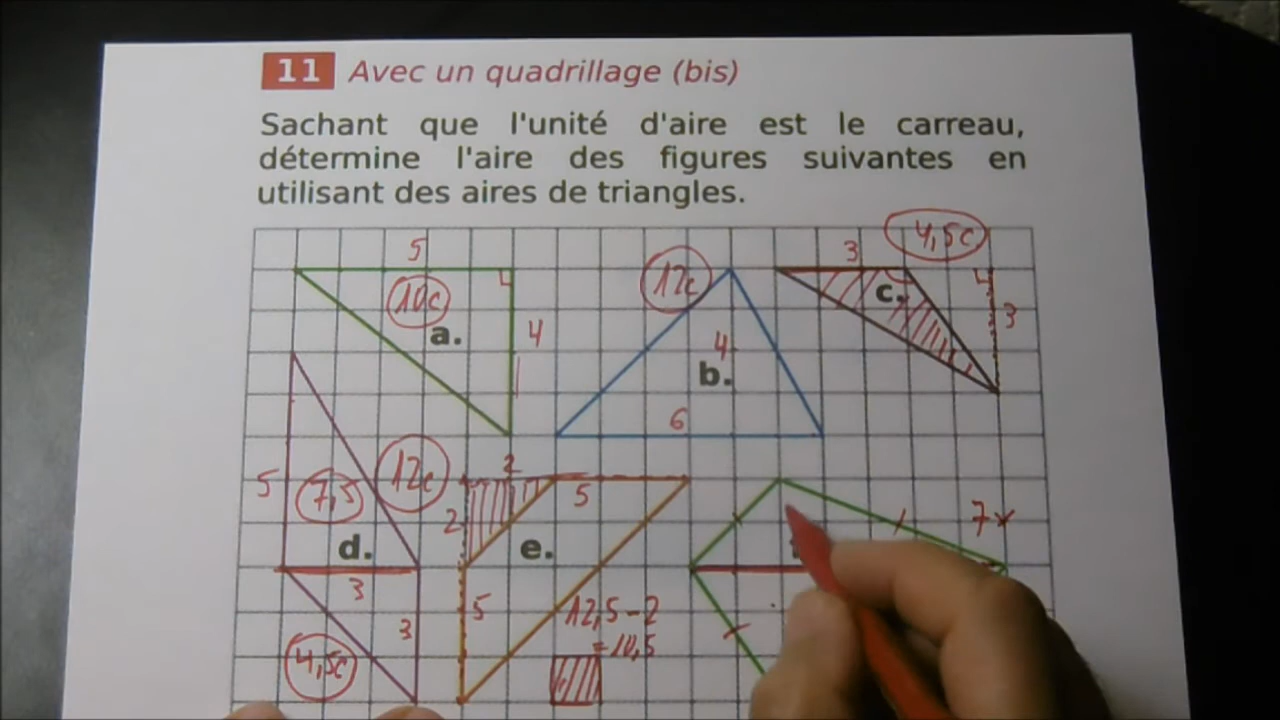 11 Avec un quadrillage (bis)
Sachant que l'unité d'aire est le carreau,
détermine l'aire des figures suivantes en
utilisant des aires de triangles.
5
10c
a.
4
12c
4
b.
6
3
4,5c
c.
3
5
7,5
12c
d.
3
3
4,5c
2
2
5
e.
5
12,5-2
=10,5
7×